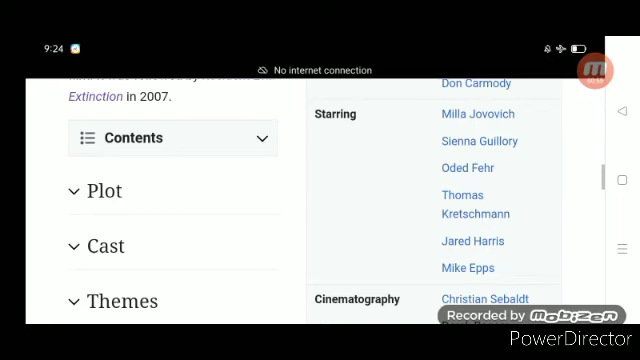 9:24
No internet connection
Extinction in 2007.
Contents
Plot
Cast
Themes
Don Carmody
Starring
Milla Jovovich
Sienna Guillory
Oded Fehr
Thomas
Kretschmann
Jared Harris
Mike Epps
Cinematography
Christian Sebaldt
Recorded by Mobizen
PowerDirector